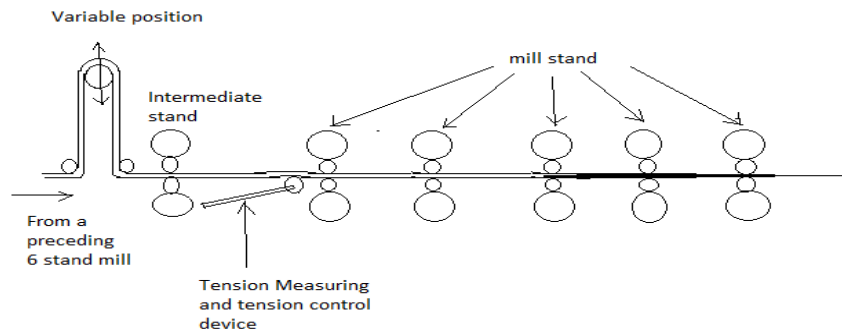 Variable position
mill stand
Intermediate
stand
From a
preceding
6 stand mill
Tension Measuring
and tension control
device